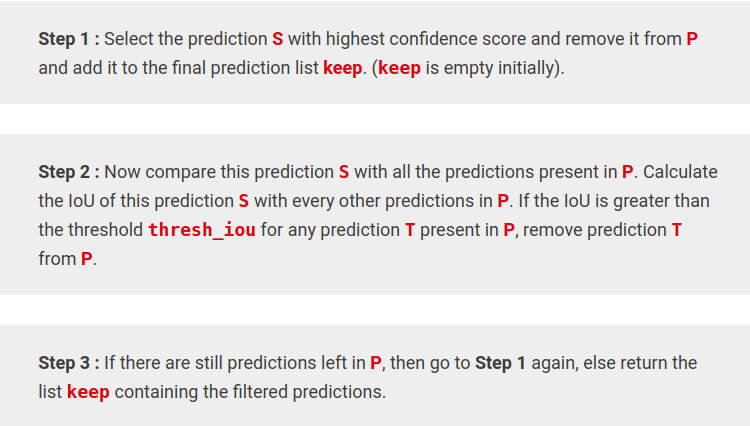 Step 1 : Select the prediction S with highest confidence score and remove it from P
and add it to the final prediction list keep. (keep is empty initially).
Step 2 : Now compare this prediction S with all the predictions present in P. Calculate
the IoU of this prediction S with every other predictions in P. If the IoU is greater than
the threshold thresh_iou for any prediction T present in P, remove prediction T
from P.
Step 3 : If there are still predictions left in P, then go to Step 1 again, else return the
list keep containing the filtered predictions.